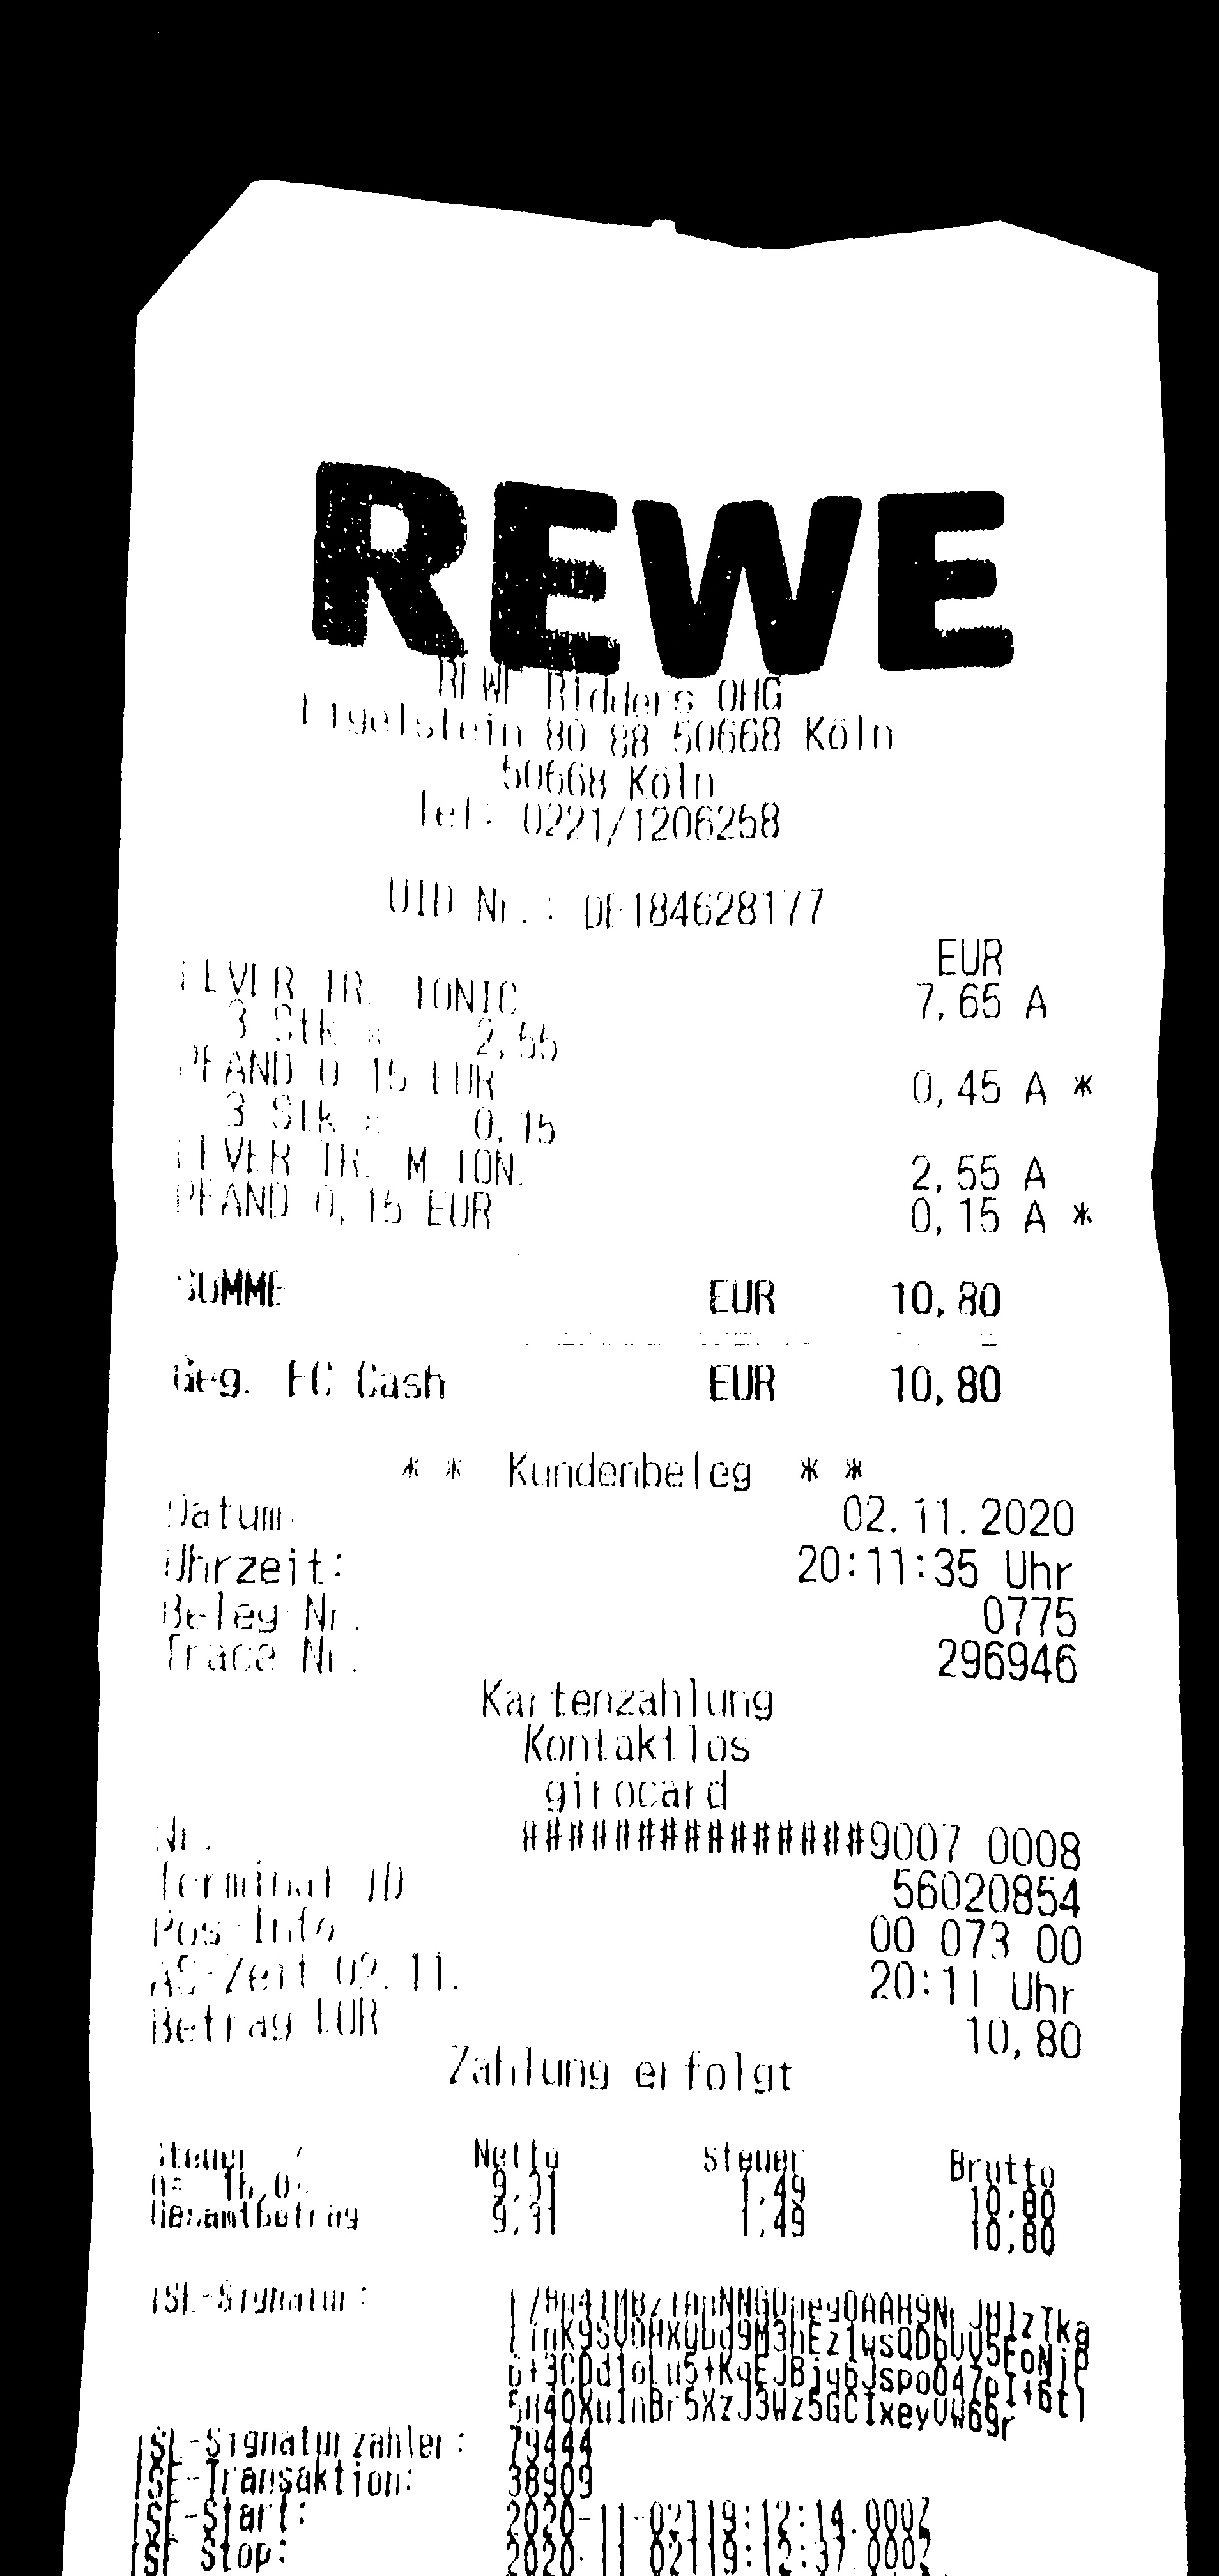 REWE
REWE Ridders OHG
Eigelstein 80 88 50668 Köln
50668 Köln
Tel: 0221/1206258
UID Nr.: DE184628177
EUR
FEVER TR. TONIC 7,65 A
3 Stk x 2,55
PFAND 0,15 EUR 0,45 A *
3 Stk x 0,15
FEVER TR. M.TON. 2,55 A
PFAND 0,15 EUR 0,15 A *
SUMME EUR 10,80
Geg. EC-Cash EUR 10,80
* * Kundenbeleg * *
Datum: 02.11.2020
Uhrzeit: 20:11:35 Uhr
Beleg-Nr. 0775
Trace-Nr. 296946
Kartenzahlung
Kontaktlos
girocard
Nr. ###############9007 0008
Terminal-ID 56020854
Pos-Info 00 073 00
AS-Zeit 02.11. 20:11 Uhr
Betrag EUR 10,80
Zahlung erfolgt
Steuer % Netto Steuer Brutto
A= 16,0% 9,31 1,49 10,80
Gesamtbetrag 9,31 1,49 10,80
TSE-Signatur:
TSE-Signaturzähler: 79444
TSE-Transaktion: 38909
TSE-Start: 2020-11-02T19:12:14.000Z
TSE-Stop: 2020-11-02T19:12:37.000Z